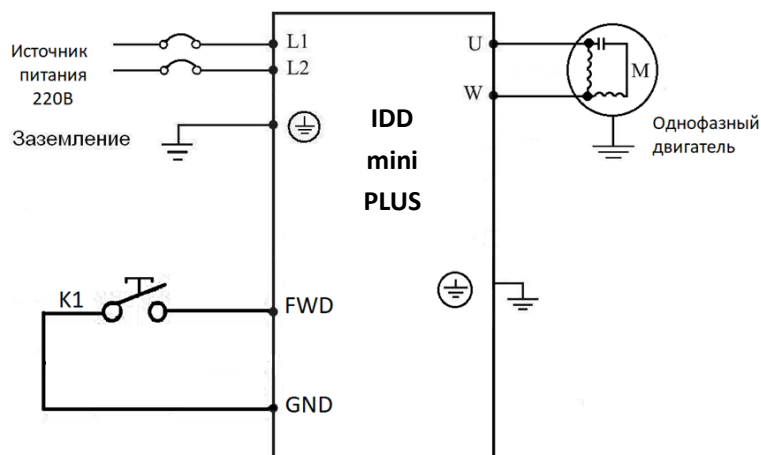 Источник
питания
220В
L1
L2
Заземление
U
W
M
Однофазный
двигатель
IDD
mini
PLUS
K1
FWD
GND